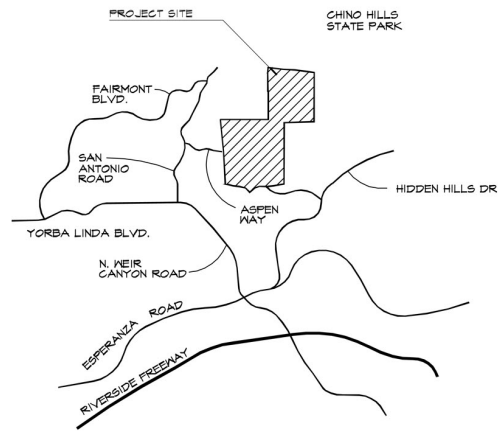 PROJECT SITE
CHINO HILLS
STATE PARK
FAIRMONT
BLVD.
SAN
ANTONIO
ROAD
HIDDEN HILLS DR
ASPEN
WAY
YORBA LINDA BLVD.
N. WEIR
CANYON ROAD
ESPERANZA ROAD
RIVERSIDE FREEWAY